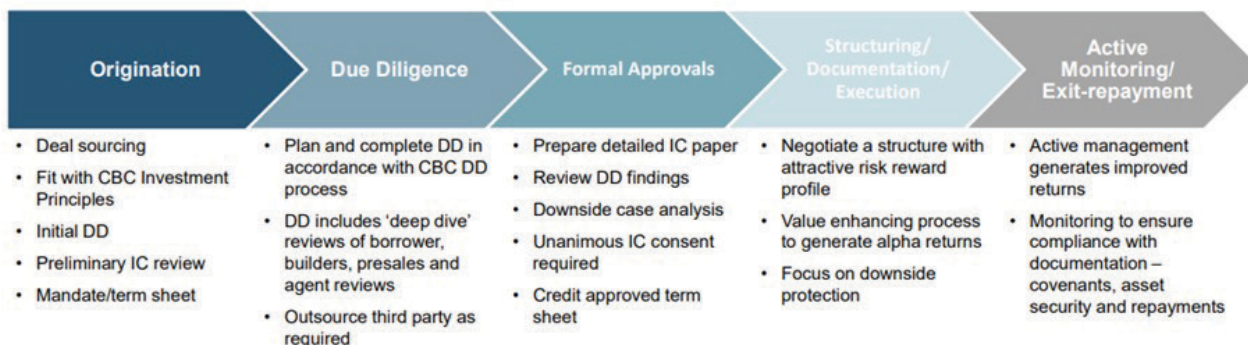 Origination
• Deal sourcing
• Fit with CBC Investment
Principles
• Initial DD
• Preliminary IC review
• Mandate/term sheet
Due Diligence
• Plan and complete DD in
accordance with CBC DD
process
• DD includes ‘deep dive’
reviews of borrower,
builders, presales and
agent reviews
• Outsource third party as
required
Formal Approvals
• Prepare detailed IC paper
• Review DD findings
• Downside case analysis
• Unanimous IC consent
required
• Credit approved term
sheet
Structuring/
Documentation/
Execution
• Negotiate a structure with
attractive risk reward
profile
• Value enhancing process
to generate alpha returns
• Focus on downside
protection
Active
Monitoring/
Exit-repayment
• Active management
generates improved
returns
• Monitoring to ensure
compliance with
documentation –
covenants, asset
security and repayments